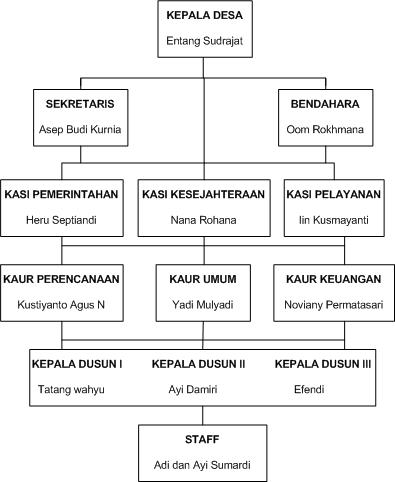 KEPALA DESA
Entang Sudrajat
SEKRETARIS
Asep Budi Kurnia
BENDAHARA
Oom Rokhmana
KASI PEMERINTAHAN
Heru Septiandi
KASI KESEJAHTERAAN
Nana Rohana
KASI PELAYANAN
Iin Kusmayanti
KAUR PERENCANAAN
Kustiyanto Agus N
KAUR UMUM
Yadi Mulyadi
KAUR KEUANGAN
Noviany Permatasari
KEPALA DUSUN I
Tatang wahyu
KEPALA DUSUN II
Ayi Damiri
KEPALA DUSUN III
Efendi
STAFF
Adi dan Ayi Sumardi